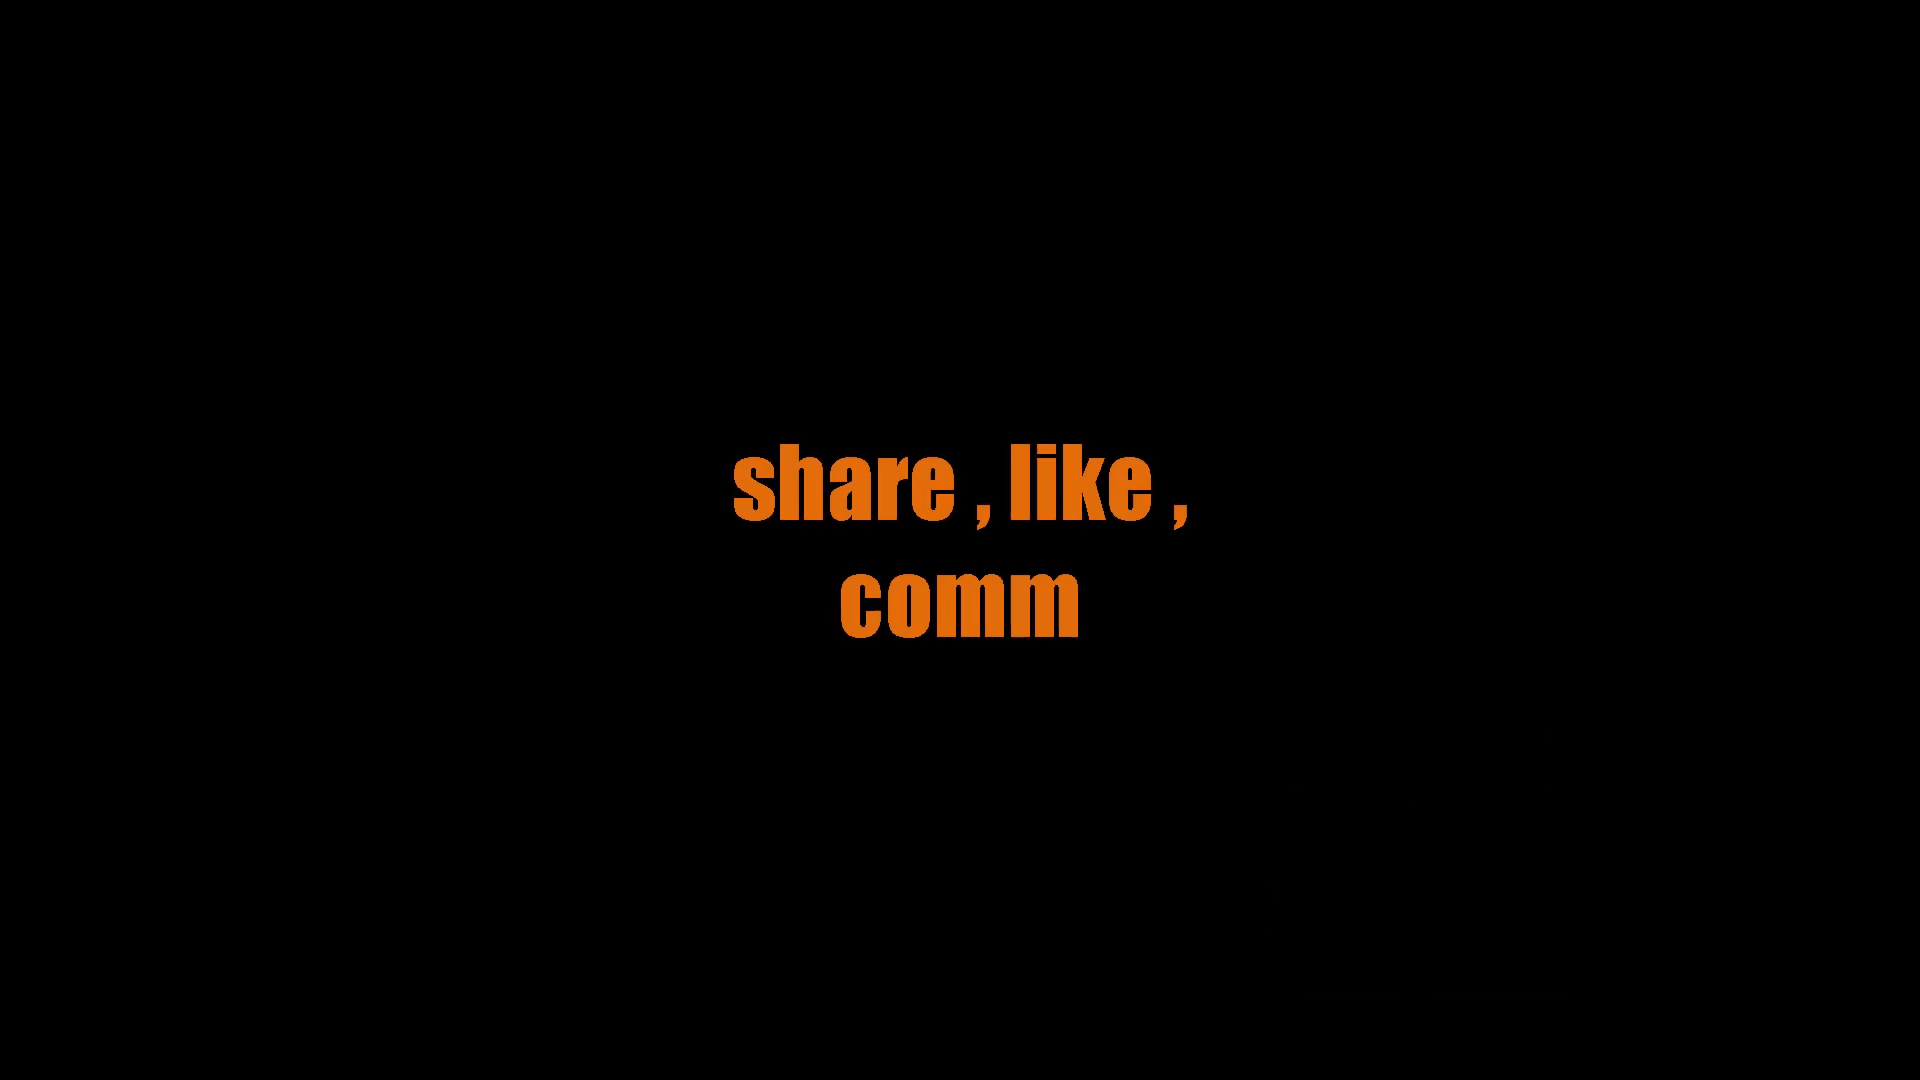 share , like ,
comm